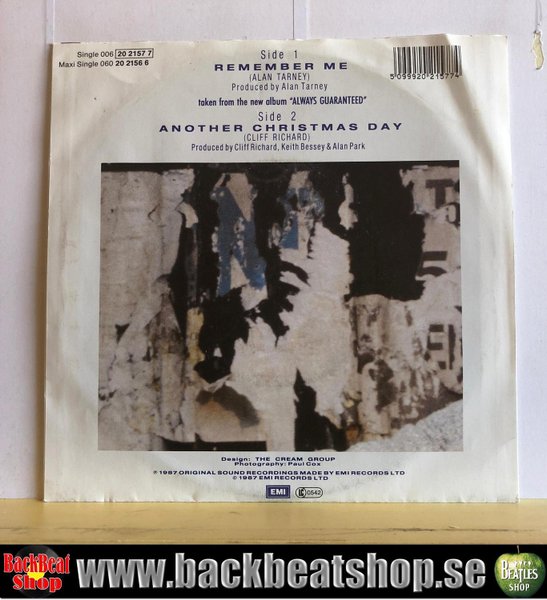 Single 006 20 2157 7
Maxi Single 060 20 2156 6
Side 1
REMEMBER ME
(ALAN TARNEY)
Produced by Alan Tarney
taken from the new album "ALWAYS GUARANTEED"
Side 2
ANOTHER CHRISTMAS DAY
(CLIFF RICHARD)
Produced by Cliff Richard, Keith Bessey & Alan Park
5 099920 215774
Design: THE CREAM GROUP
Photography: Paul Cox
℗ 1987 ORIGINAL SOUND RECORDINGS MADE BY EMI RECORDS LTD
© 1987 EMI RECORDS LTD
EMI
LC 0542
BackBeat
Shop
www.backbeatshop.se
BEATLES
SHOP